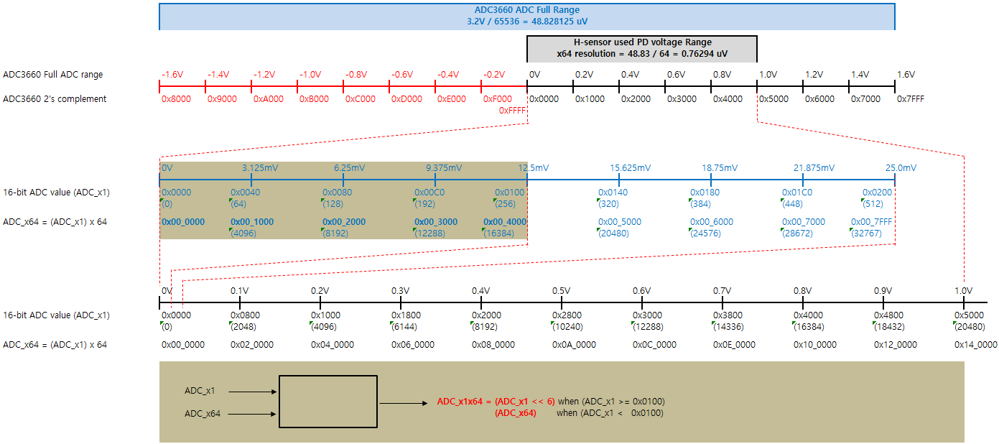 ADC3660 ADC Full Range
3.2V / 65536 = 48.828125 uV
H-sensor used PD voltage Range
x64 resolution = 48.83 / 64 = 0.76294 uV
ADC3660 Full ADC range -1.6V -1.4V -1.2V -1.0V -0.8V -0.6V -0.4V -0.2V 0V 0.2V 0.4V 0.6V 0.8V 1.0V 1.2V 1.4V 1.6V
ADC3660 2's complement 0x8000 0x9000 0xA000 0xB000 0xC000 0xD000 0xE000 0xF000 0x0000 0x1000 0x2000 0x3000 0x4000 0x5000 0x6000 0x7000 0x7FFF
0xFFFF
0V 3.125mV 6.25mV 9.375mV 12.5mV 15.625mV 18.75mV 21.875mV 25.0mV
16-bit ADC value (ADC_x1) 0x0000 0x0040 0x0080 0x00C0 0x0100 0x0140 0x0180 0x01C0 0x0200
(0) (64) (128) (192) (256) (320) (384) (448) (512)
ADC_x64 = (ADC_x1) x 64 0x00_0000 0x00_1000 0x00_2000 0x00_3000 0x00_4000 0x00_5000 0x00_6000 0x00_7000 0x00_7FFF
(4096) (8192) (12288) (16384) (20480) (24576) (28672) (32767)
0V 0.1V 0.2V 0.3V 0.4V 0.5V 0.6V 0.7V 0.8V 0.9V 1.0V
16-bit ADC value (ADC_x1) 0x0000 0x0800 0x1000 0x1800 0x2000 0x2800 0x3000 0x3800 0x4000 0x4800 0x5000
(0) (2048) (4096) (6144) (8192) (10240) (12288) (14336) (16384) (18432) (20480)
ADC_x64 = (ADC_x1) x 64 0x00_0000 0x02_0000 0x04_0000 0x06_0000 0x08_0000 0x0A_0000 0x0C_0000 0x0E_0000 0x10_0000 0x12_0000 0x14_0000
ADC_x1
ADC_x64
ADC_x1x64 = (ADC_x1 << 6) when (ADC_x1 >= 0x0100)
(ADC_x64) when (ADC_x1 < 0x0100)